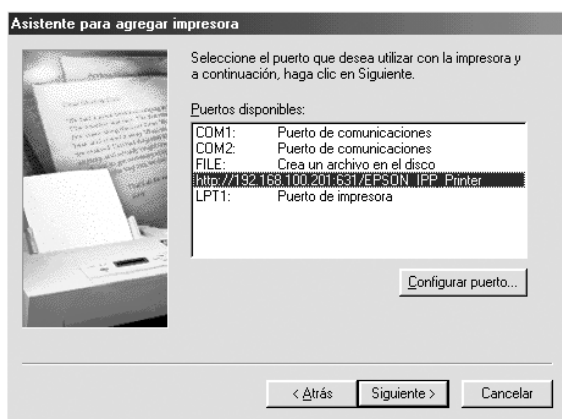 Asistente para agregar impresora
Seleccione el puerto que desea utilizar con la impresora y
a continuación, haga clic en Siguiente.
Puertos disponibles:
COM1: Puerto de comunicaciones
COM2: Puerto de comunicaciones
FILE: Crea un archivo en el disco
http://192.168.100.201:631/EPSON_IPP_Printer
LPT1: Puerto de impresora
Configurar puerto...
< Atrás
Siguiente >
Cancelar